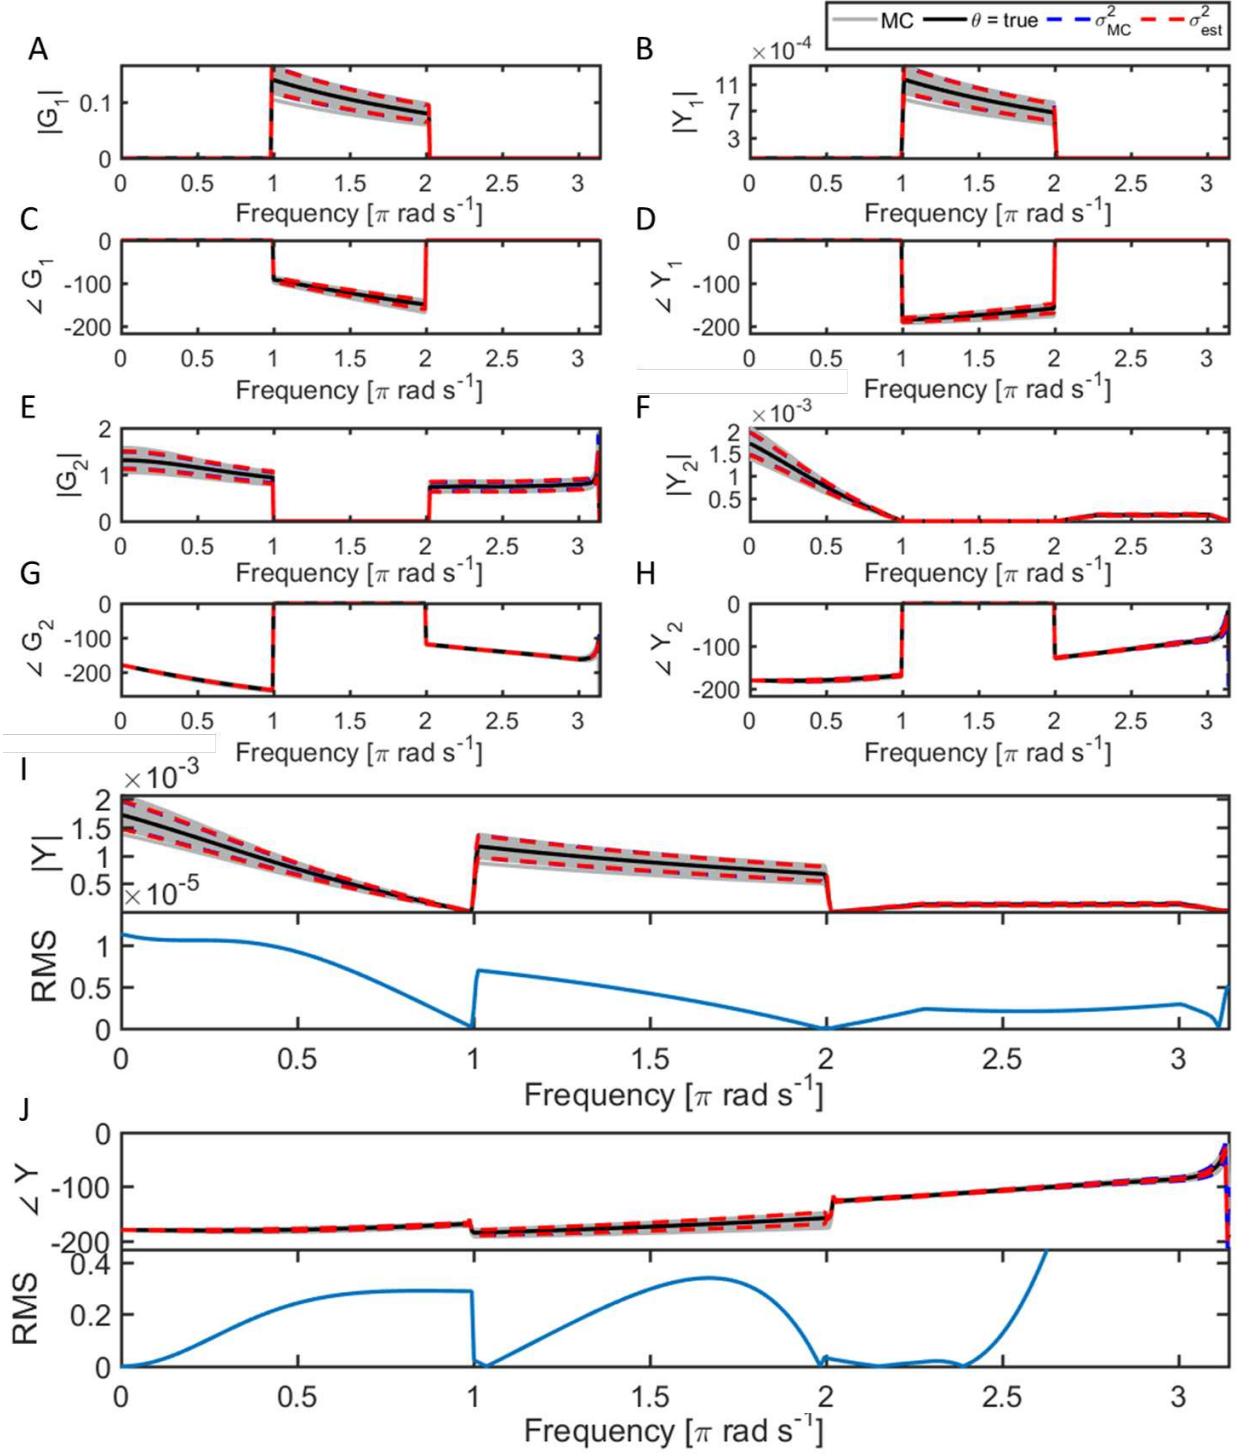 MC θ = true σ²MC σ²est
A
|G1|
0.1
0
0 0.5 1 1.5 2 2.5 3
Frequency [π rad s⁻¹]
B
×10⁻⁴
|Y1|
11
7
3
0 0.5 1 1.5 2 2.5 3
Frequency [π rad s⁻¹]
C
∠ G1
0
-100
-200
0 0.5 1 1.5 2 2.5 3
Frequency [π rad s⁻¹]
D
∠ Y1
0
-100
-200
0 0.5 1 1.5 2 2.5 3
Frequency [π rad s⁻¹]
E
|G2|
2
1
0
0 0.5 1 1.5 2 2.5 3
Frequency [π rad s⁻¹]
F
×10⁻³
|Y2|
2
1.5
1
0.5
0 0.5 1 1.5 2 2.5 3
Frequency [π rad s⁻¹]
G
∠ G2
0
-100
-200
0 0.5 1 1.5 2 2.5 3
Frequency [π rad s⁻¹]
H
∠ Y2
0
-100
-200
0 0.5 1 1.5 2 2.5 3
Frequency [π rad s⁻¹]
I
×10⁻³
|Y|
2
1.5
1
0.5
×10⁻⁵
RMS
1
0.5
0
0 0.5 1 1.5 2 2.5 3
Frequency [π rad s⁻¹]
J
∠ Y
0
-100
-200
RMS
0.4
0.2
0
0 0.5 1 1.5 2 2.5 3
Frequency [π rad s⁻¹]